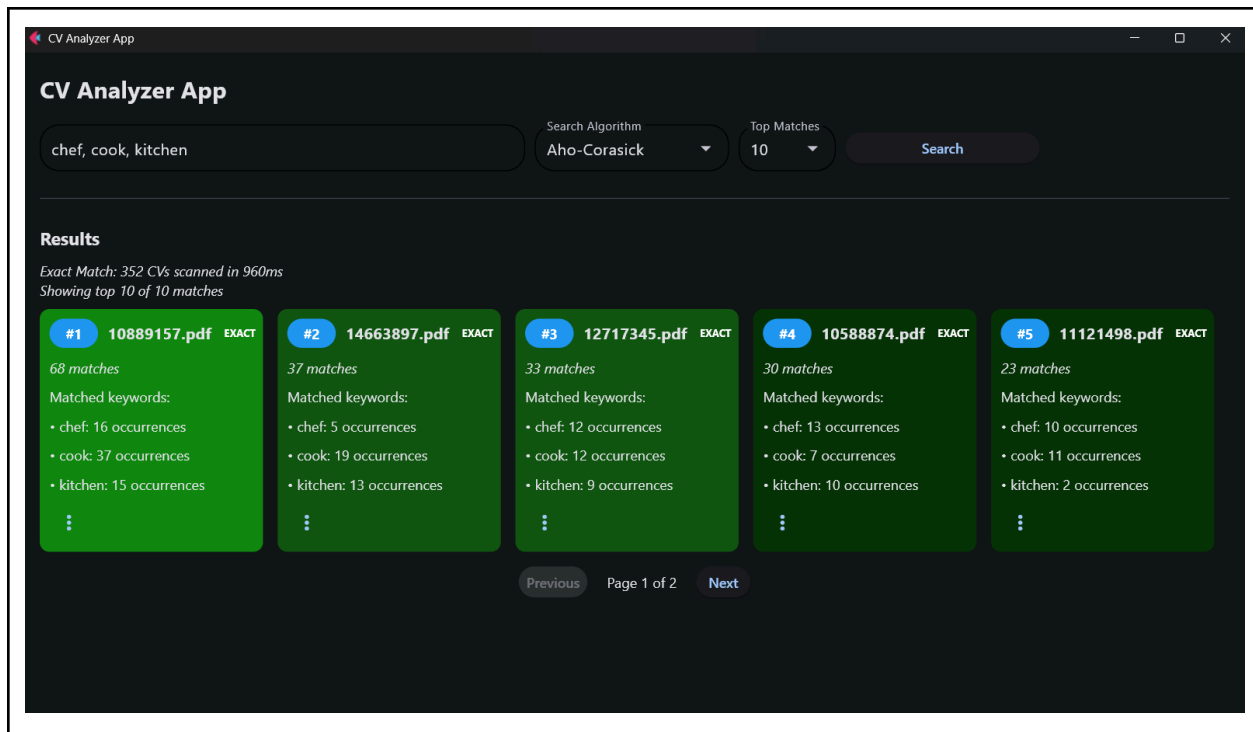 CV Analyzer App
CV Analyzer App
Search Algorithm
Top Matches
chef, cook, kitchen
Aho-Corasick
10
Search
Results
Exact Match: 352 CVs scanned in 960ms
Showing top 10 of 10 matches
#1 10889157.pdf EXACT
68 matches
Matched keywords:
• chef: 16 occurrences
• cook: 37 occurrences
• kitchen: 15 occurrences
#2 14663897.pdf EXACT
37 matches
Matched keywords:
• chef: 5 occurrences
• cook: 19 occurrences
• kitchen: 13 occurrences
#3 12717345.pdf EXACT
33 matches
Matched keywords:
• chef: 12 occurrences
• cook: 12 occurrences
• kitchen: 9 occurrences
#4 10588874.pdf EXACT
30 matches
Matched keywords:
• chef: 13 occurrences
• cook: 7 occurrences
• kitchen: 10 occurrences
#5 11121498.pdf EXACT
23 matches
Matched keywords:
• chef: 10 occurrences
• cook: 11 occurrences
• kitchen: 2 occurrences
Previous Page 1 of 2 Next